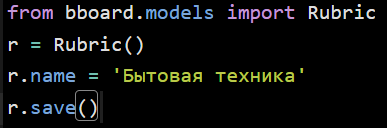 from bboard.models import Rubric
r = Rubric()
r.name = 'Бытовая техника'
r.save()